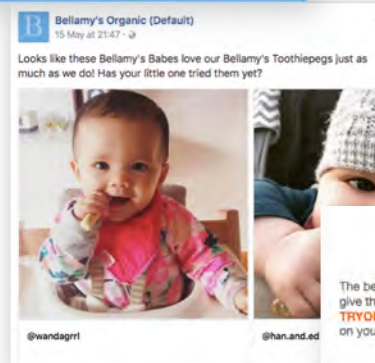 B
Bellamy's Organic (Default)
15 May at 21:47 ·
Looks like these Bellamy's Babes love our Bellamy's Toothiepegs just as
much as we do! Has your little one tried them yet?
@wandagrrl
@han.and.ed
The be
give th
on you